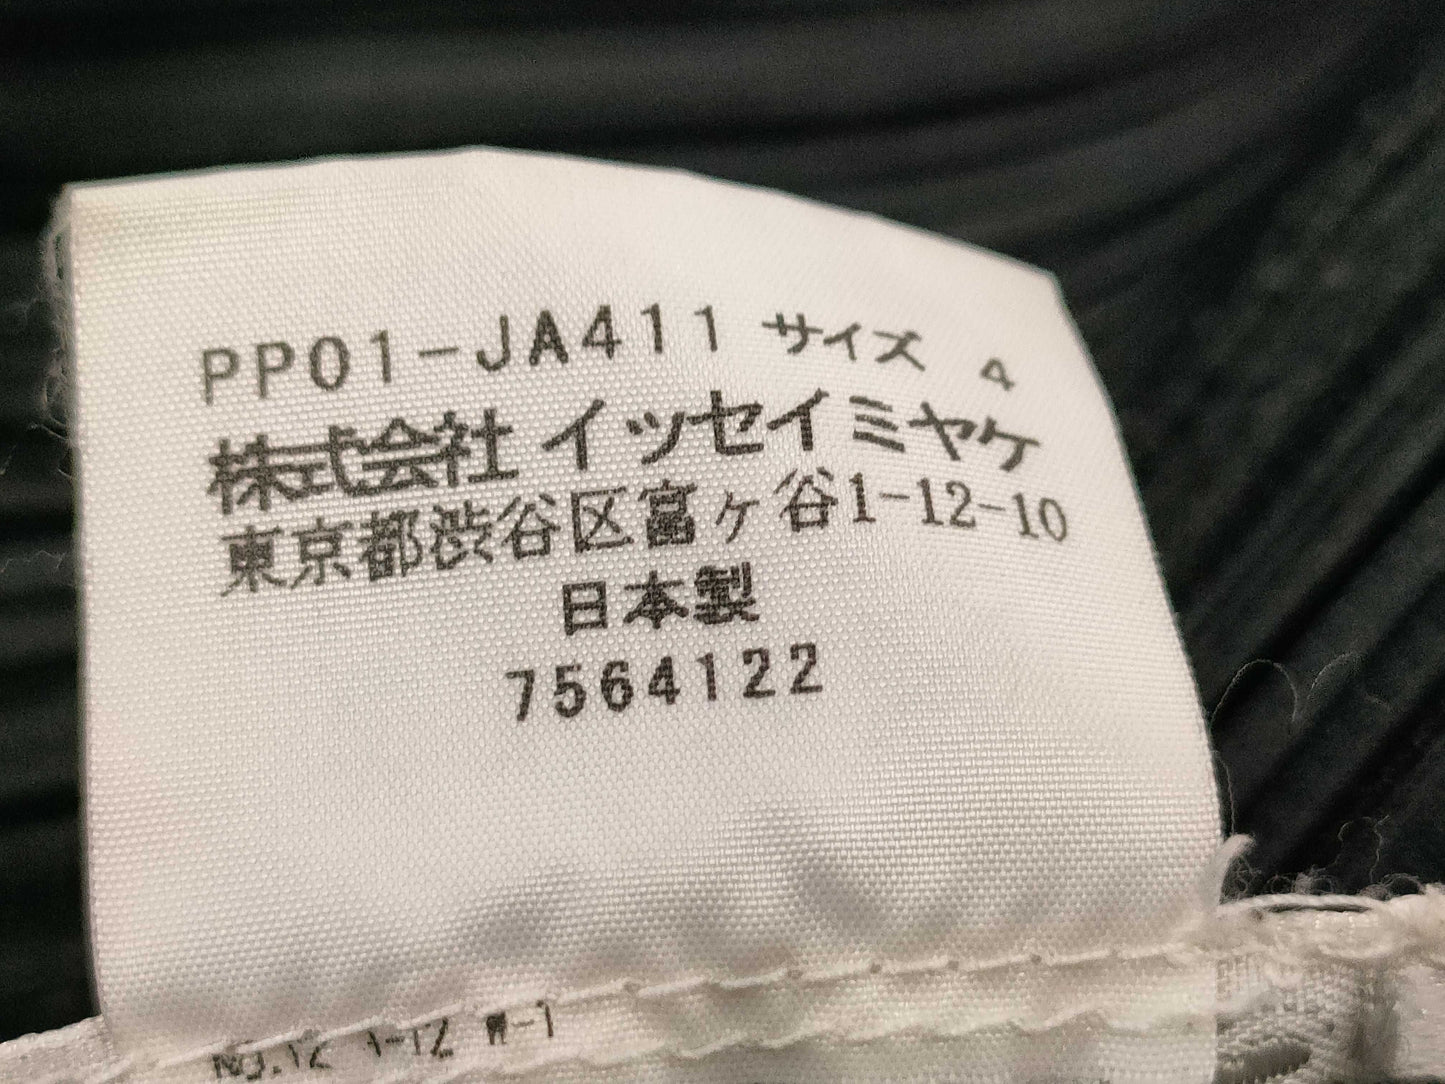 PP01-JA411 サイズ 4
株式会社 イッセイミヤケ
東京都渋谷区富ヶ谷1-12-10
日本製
7564122